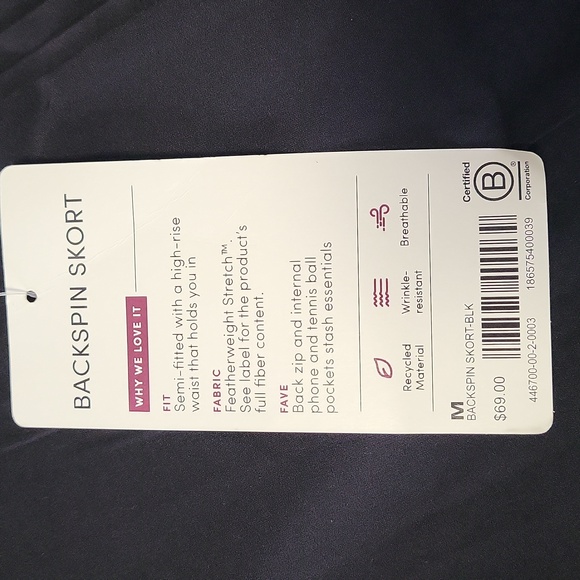 BACKSPIN SKORT
WHY WE LOVE IT
FIT
Semi-fitted with a high-rise
waist that holds you in
FABRIC
Featherweight Stretch™.
See label for the product's
full fiber content.
FAVE
Back zip and internal
phone and tennis ball
pockets stash essentials
Recycled
Material
Wrinkle-
resistant
Breathable
M
BACKSPIN SKORT-BLK
$69.00
446700-00-2-0003
186575400039
Certified
B®
Corporation